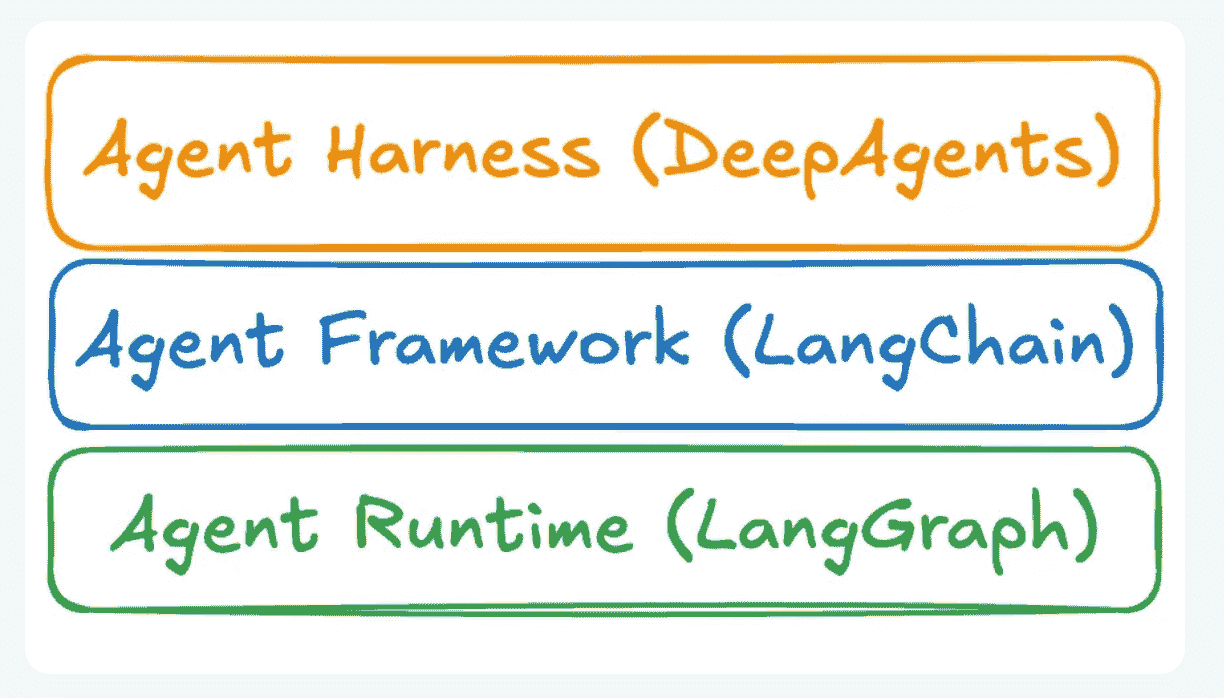 Agent Harness (DeepAgents)
Agent Framework (LangChain)
Agent Runtime (LangGraph)